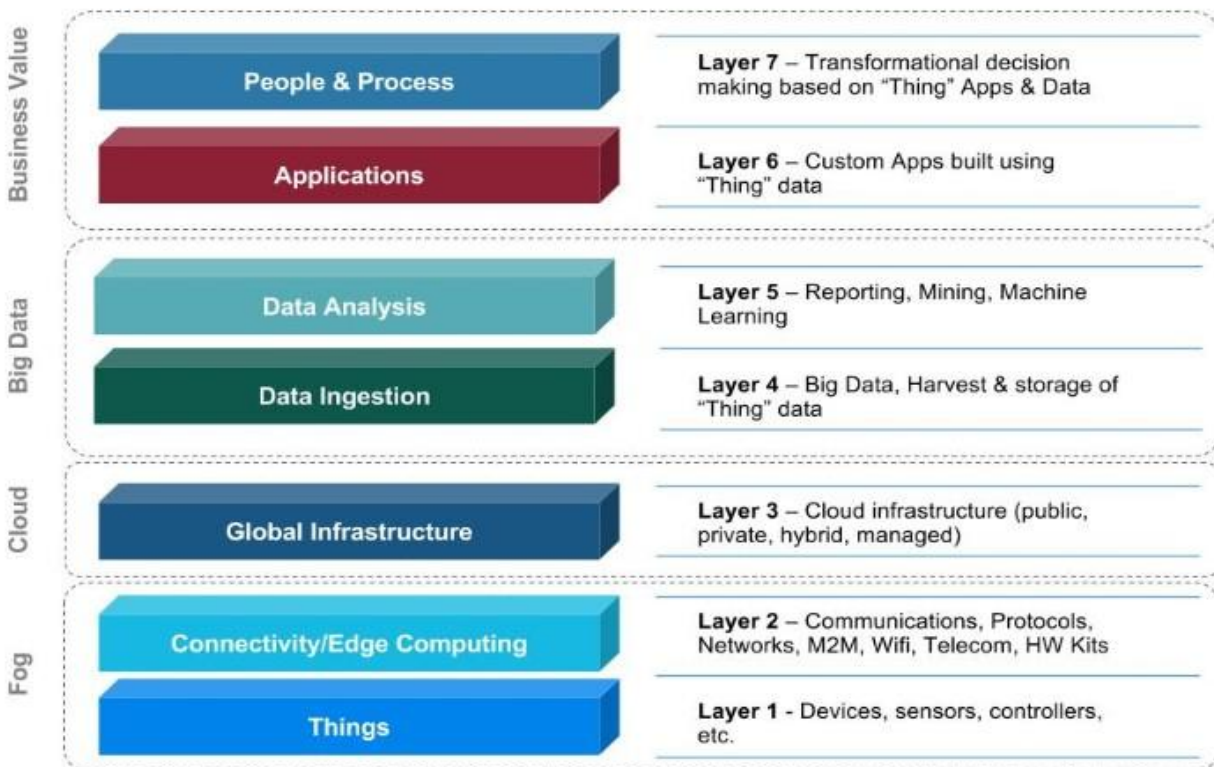 Business Value
People & Process
Layer 7 – Transformational decision
making based on “Thing” Apps & Data
Applications
Layer 6 – Custom Apps built using
“Thing” data
Big Data
Data Analysis
Layer 5 – Reporting, Mining, Machine
Learning
Data Ingestion
Layer 4 – Big Data, Harvest & storage of
“Thing” data
Cloud
Global Infrastructure
Layer 3 – Cloud infrastructure (public,
private, hybrid, managed)
Fog
Connectivity/Edge Computing
Layer 2 – Communications, Protocols,
Networks, M2M, Wifi, Telecom, HW Kits
Things
Layer 1 - Devices, sensors, controllers,
etc.